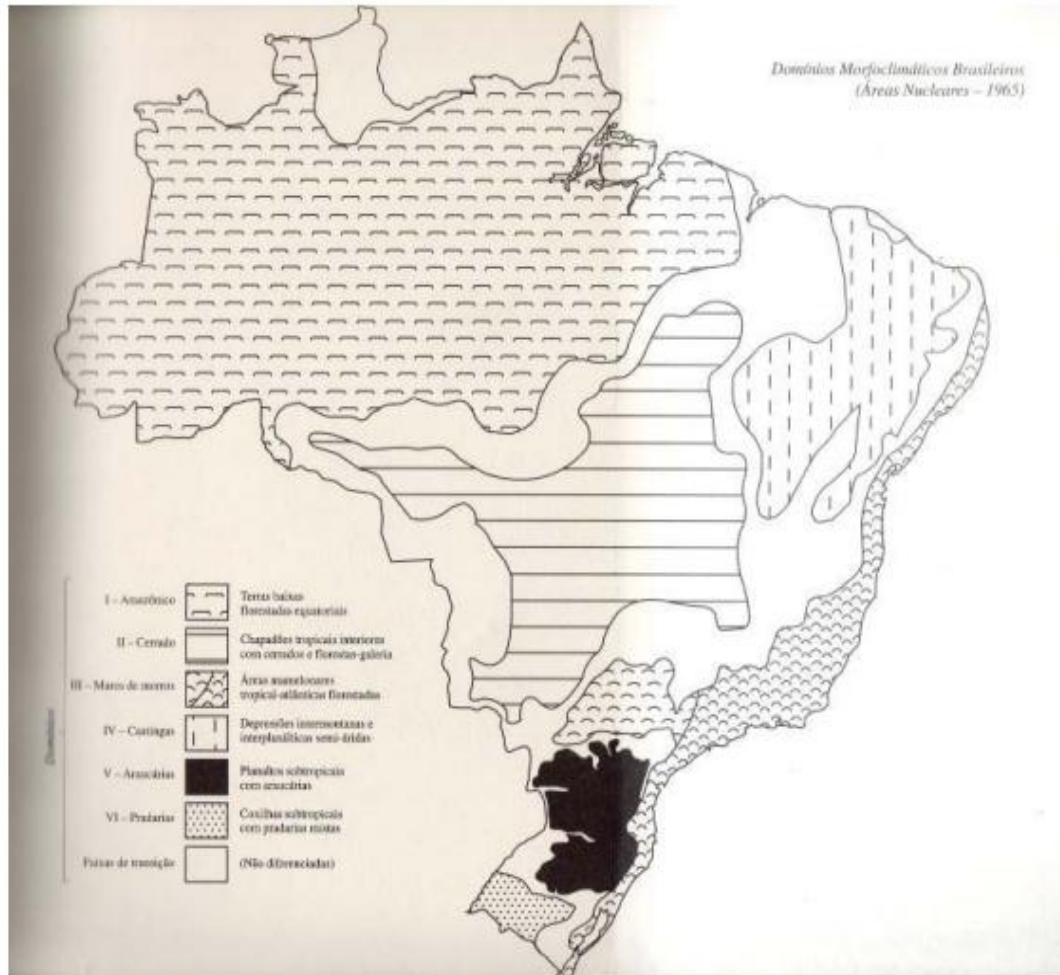 Domínios Morfoclimáticos Brasileiros
(Áreas Nucleares – 1965)
I – Amazônico
Terras baixas
florestadas equatoriais
II – Cerrado
Chapadões tropicais interiores
com cerrados e florestas-galeria
III – Mares de morros
Áreas mamelonares
tropical-atlânticas florestadas
IV – Caatingas
Depressões intermontanas e
interplanálticas semi-áridas
V – Araucárias
Planaltos subtropicais
com araucárias
VI – Pradarias
Coxilhas subtropicais
com pradarias mistas
Faixas de transição
(Não diferenciadas)
Domínios